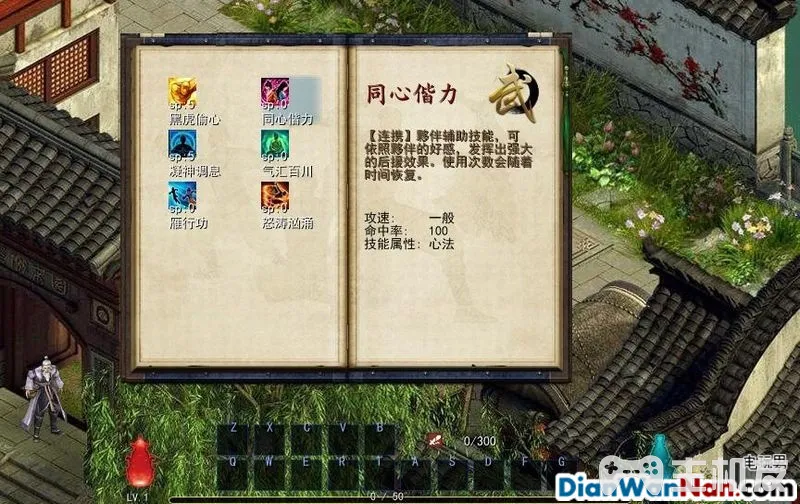 sp:5
黑虎偷心
sp:0
同心偕力
sp:5
凝神调息
sp:0
气汇百川
sp:0
雁行功
sp:0
怒涛汹涌
同心偕力
武
【连携】夥伴辅助技能，可
依照夥伴的好感，发挥出强大
的后援效果。使用次数会随着
时间恢复。
攻速： 一般
命中率： 100
技能属性：心法
Z X C V B
0/300
Q W E R T A S D F G
LV.1
0 / 50
电玩男
DianWanNan.com